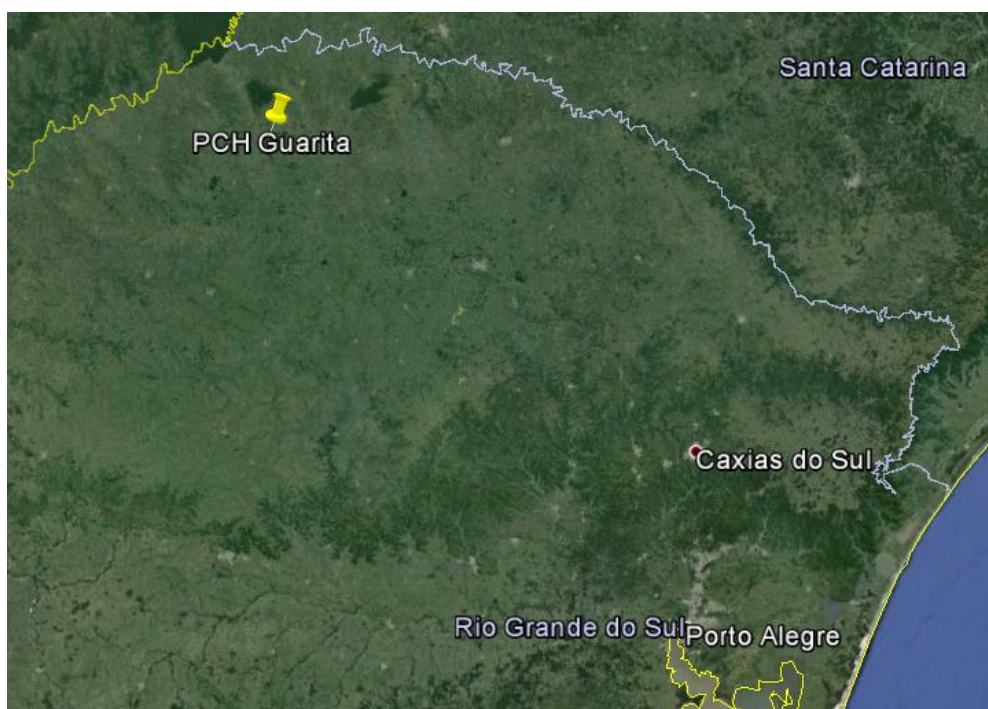 Santa Catarina
PCH Guarita
Caxias do Sul
Rio Grande do Sul
Porto Alegre